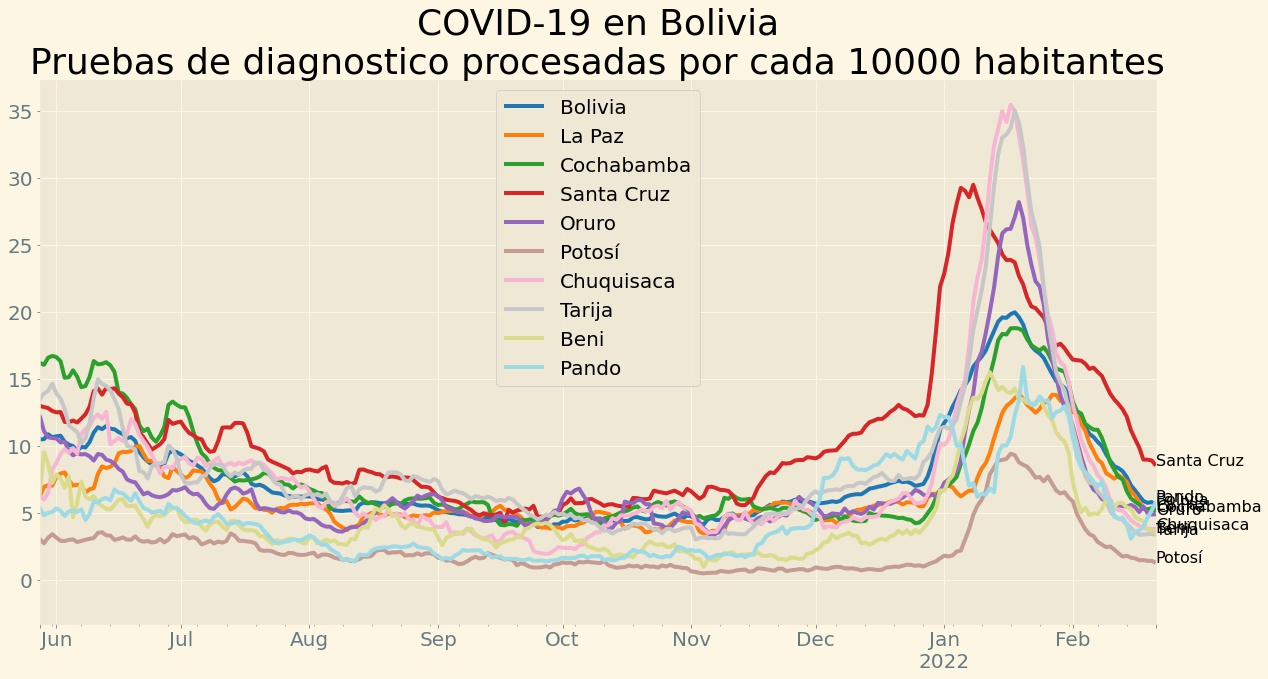 COVID-19 en Bolivia
Pruebas de diagnostico procesadas por cada 10000 habitantes
35
30
25
20
15
10
5
0
Bolivia
La Paz
Cochabamba
Santa Cruz
Oruro
Potosí
Chuquisaca
Tarija
Beni
Pando
Santa Cruz
Pando
Cochabamba
Oruro
Chuquisaca
Tarija
Potosí
Jun
Jul
Aug
Sep
Oct
Nov
Dec
Jan
Feb
2022